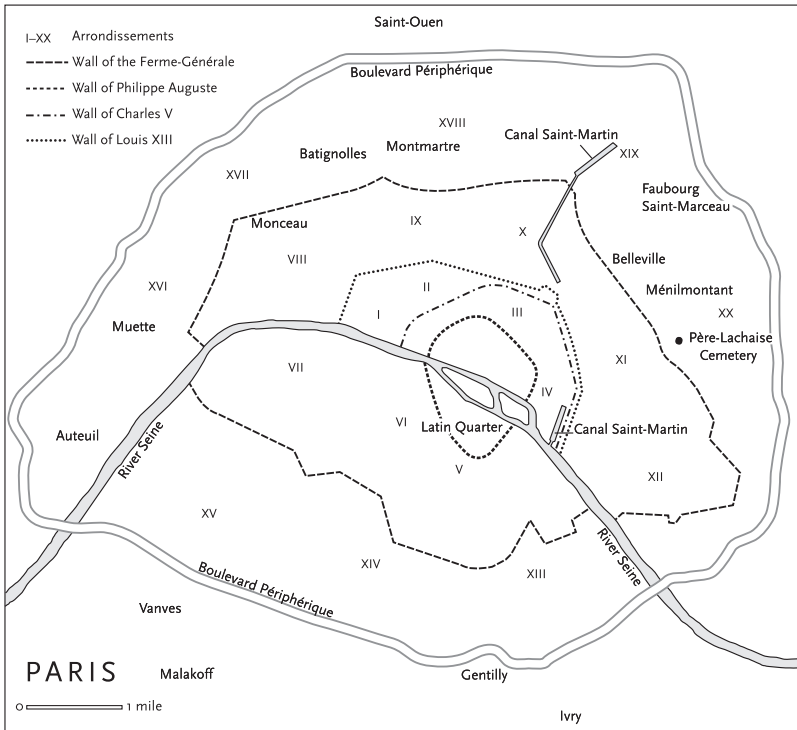 Saint-Ouen
I–XX Arrondissements
Wall of the Ferme-Générale
Wall of Philippe Auguste
Wall of Charles V
Wall of Louis XIII
Boulevard Périphérique
XVIII
Canal Saint-Martin
Batignolles
Montmartre
XIX
XVII
Faubourg
Saint-Marceau
Monceau
IX
X
VIII
Belleville
XVI
II
Ménilmontant
I
III
XX
Muette
Père-Lachaise
Cemetery
XI
VII
IV
VI
Latin Quarter
Canal Saint-Martin
Auteuil
River Seine
V
XII
XV
River Seine
XIV
XIII
Boulevard Périphérique
Vanves
PARIS
Malakoff
Gentilly
0 1 mile
Ivry